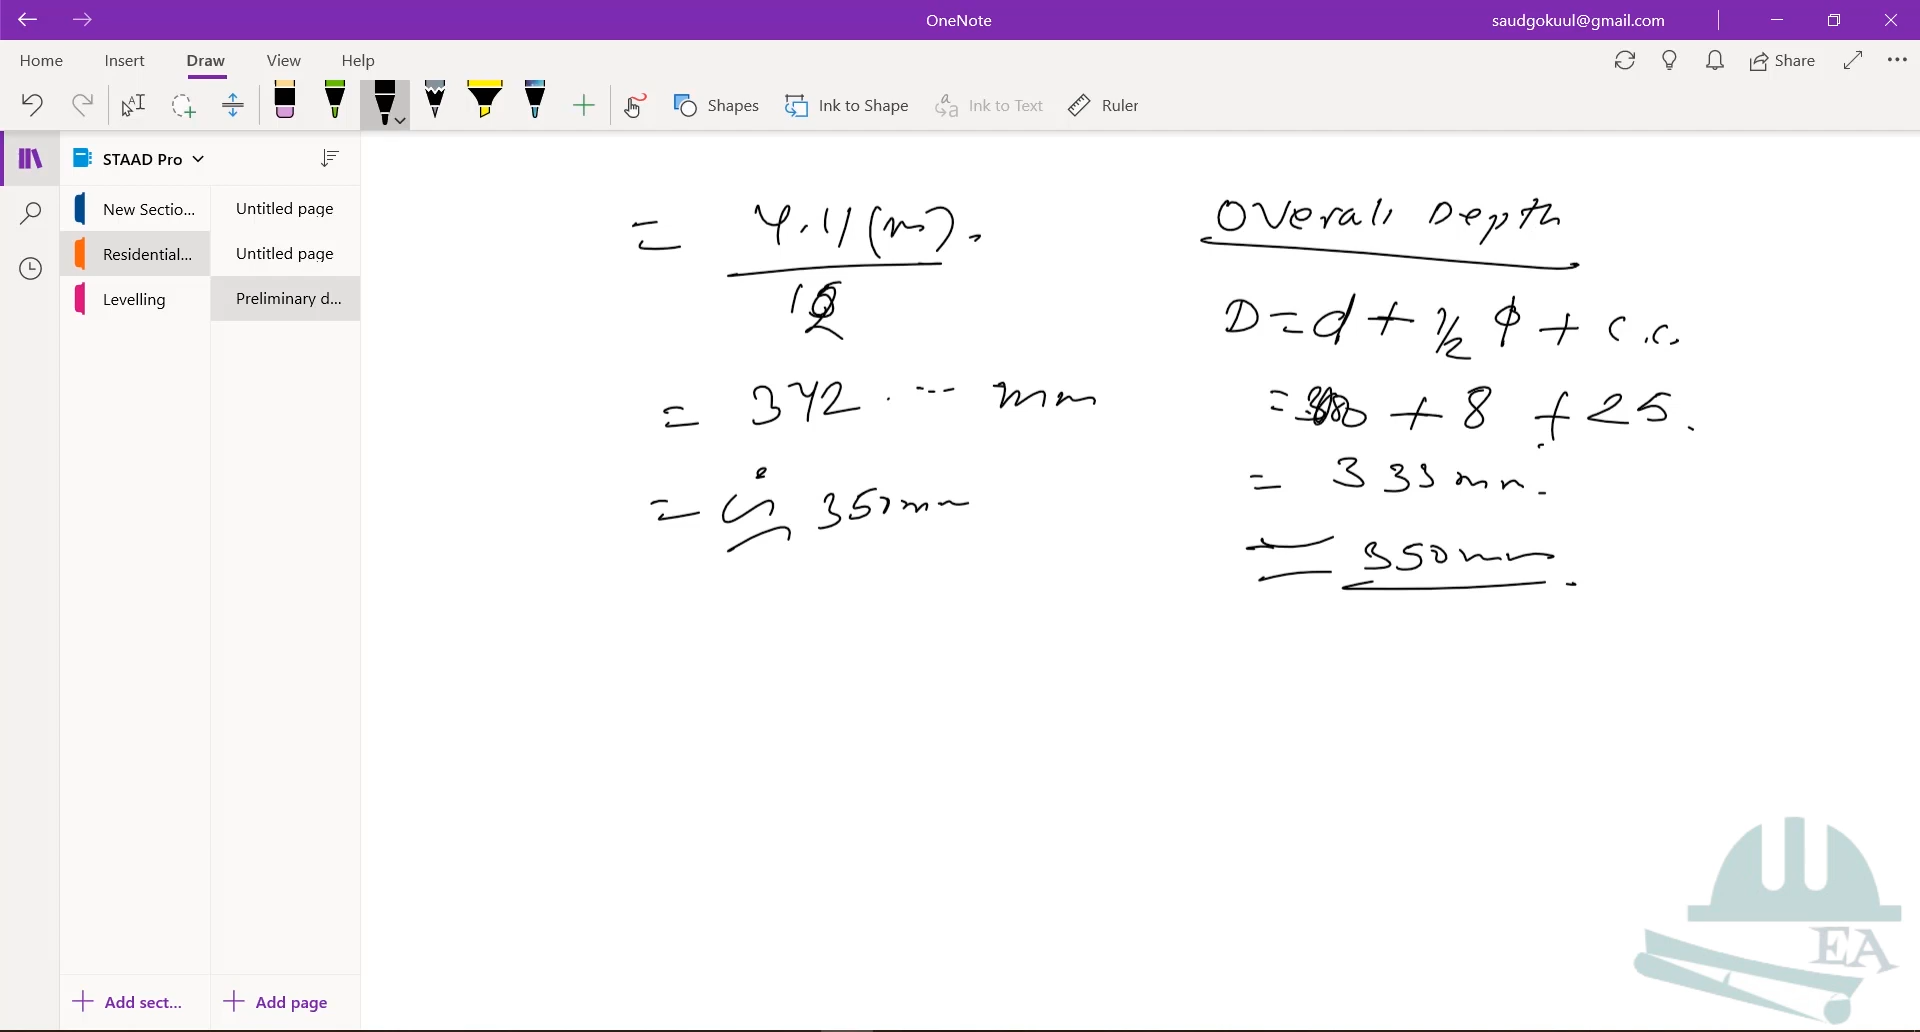 OneNote
saudgokuul@gmail.com
Home
Insert
Draw
View
Help
Share
Shapes
Ink to Shape
Ink to Text
Ruler
STAAD Pro
New Sectio...
Untitled page
Residential...
Untitled page
Levelling
Preliminary d...
= 4.11(m).
12
= 342. --- mm
= 350mm
Overall Depth
D = d + 1/2 φ + c.c.
= 300 + 8 + 25.
= 333 mm.
= 350mm.
EA
Add sect...
Add page